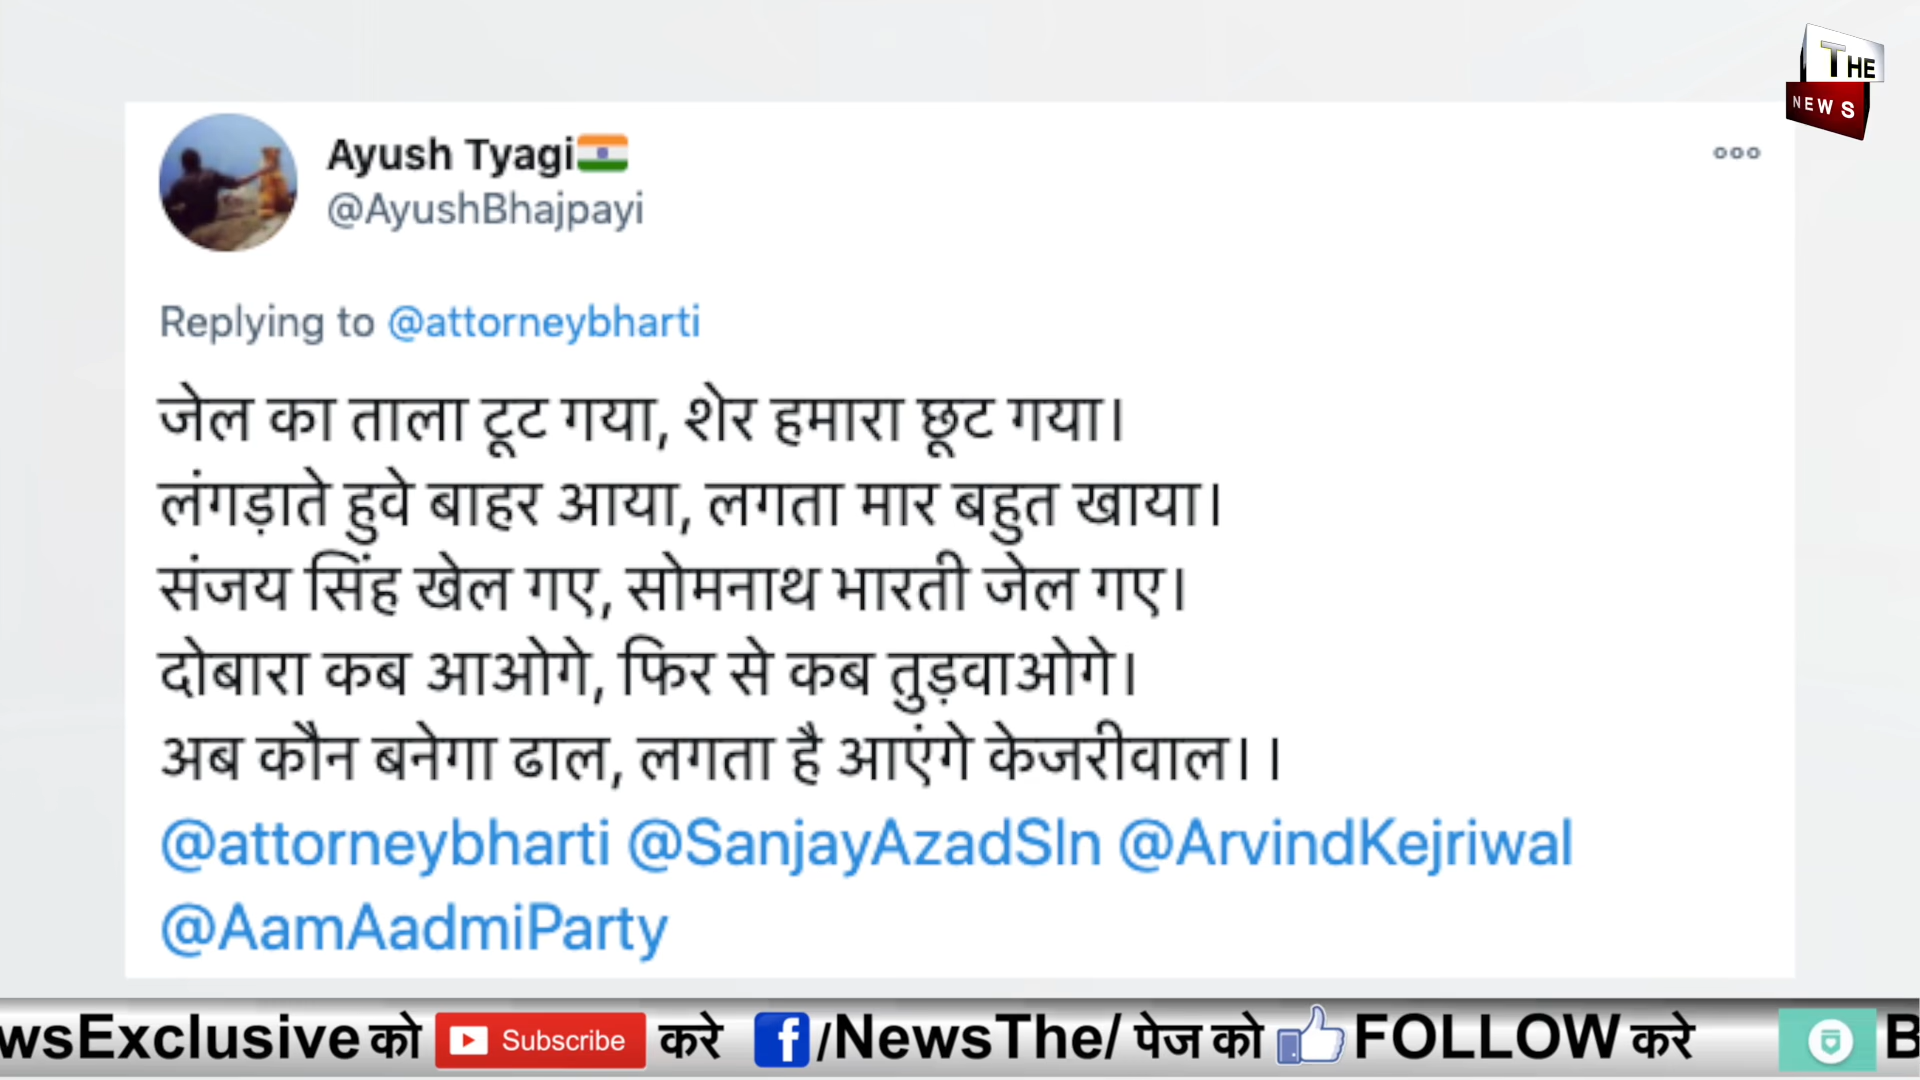 THE
NEWS
Ayush Tyagi
@AyushBhajpayi
Replying to @attorneybharti
जेल का ताला टूट गया, शेर हमारा छूट गया।
लंगड़ाते हुवे बाहर आया, लगता मार बहुत खाया।
संजय सिंह खेल गए, सोमनाथ भारती जेल गए।
दोबारा कब आओगे, फिर से कब तुड़वाओगे।
अब कौन बनेगा ढाल, लगता है आएंगे केजरीवाल। ।
@attorneybharti @SanjayAzadSln @ArvindKejriwal
@AamAadmiParty
wsExclusive को Subscribe करे f/NewsThe/ पेज को FOLLOW करे B